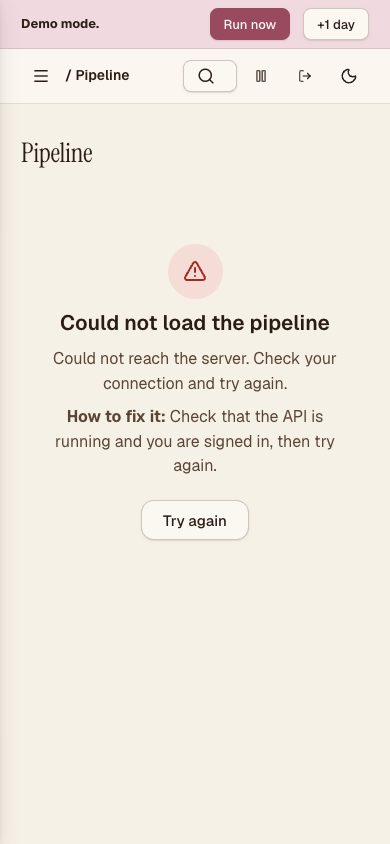 Demo mode.
Run now
+1 day
/ Pipeline
Pipeline
Could not load the pipeline
Could not reach the server. Check your
connection and try again.
How to fix it: Check that the API is
running and you are signed in, then try
again.
Try again